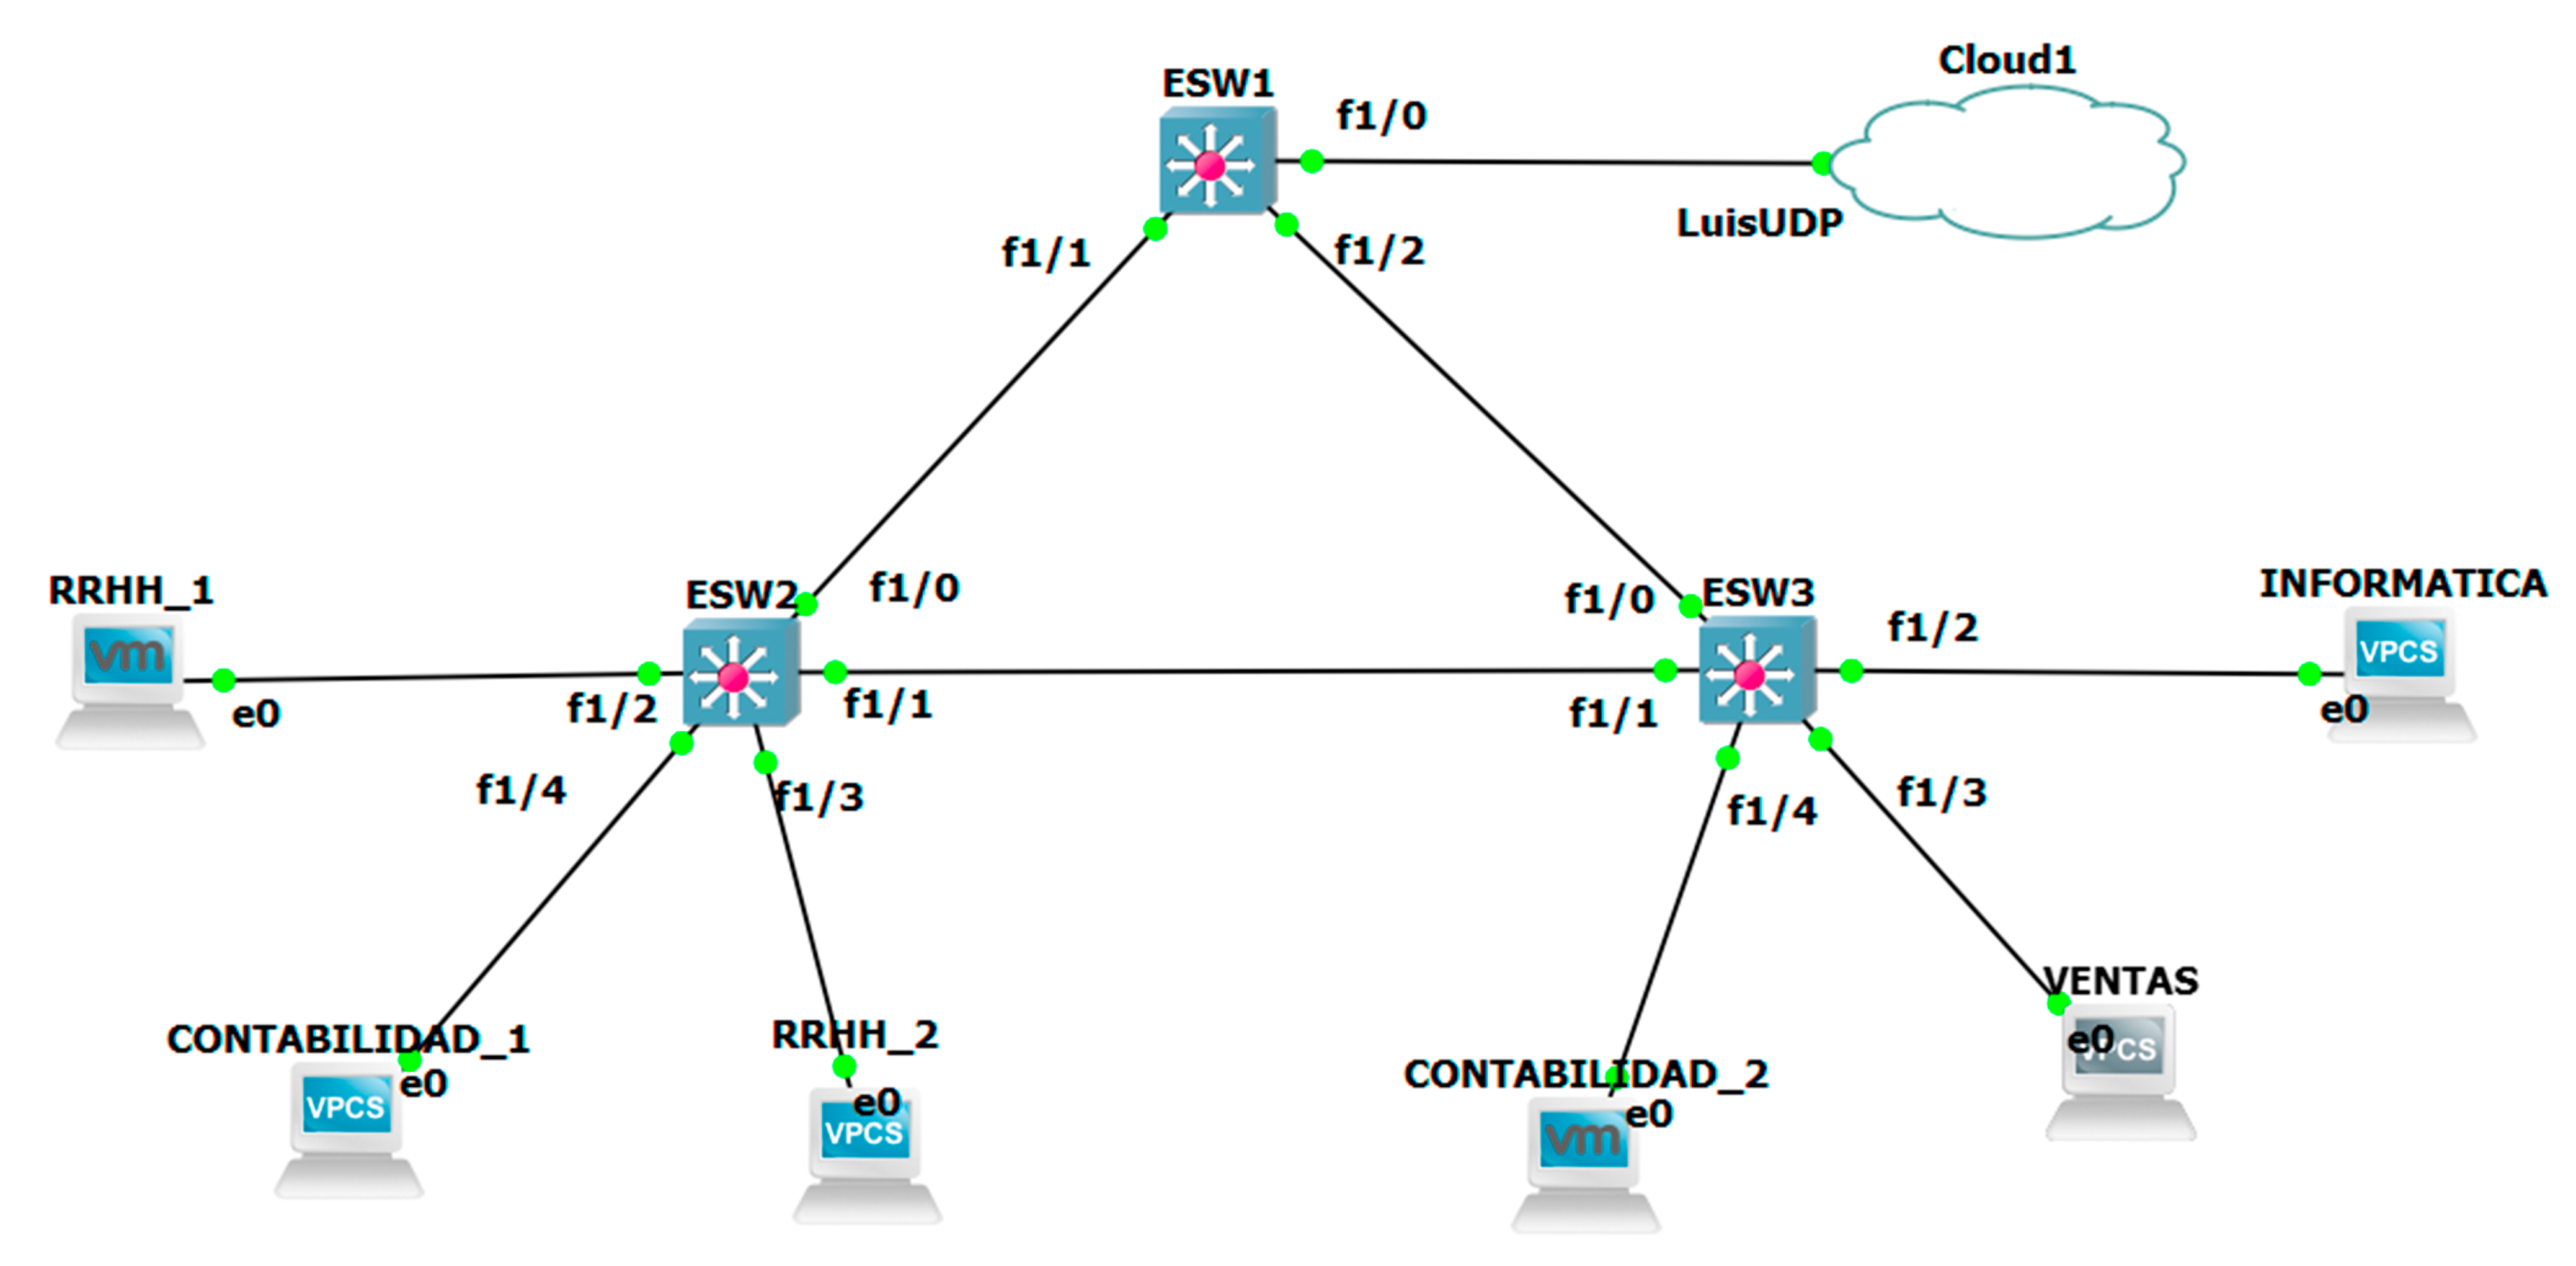 Cloud1
ESW1
f1/0
LuisUDP
f1/1
f1/2
RRHH_1
vm
e0
ESW2
f1/0
f1/2
f1/1
f1/4
f1/3
f1/0
ESW3
f1/2
f1/1
f1/4
f1/3
INFORMATICA
VPCS
e0
CONTABILIDAD_1
e0
VPCS
RRHH_2
e0
VPCS
CONTABILIDAD_2
e0
vm
VENTAS
e0
VPCS